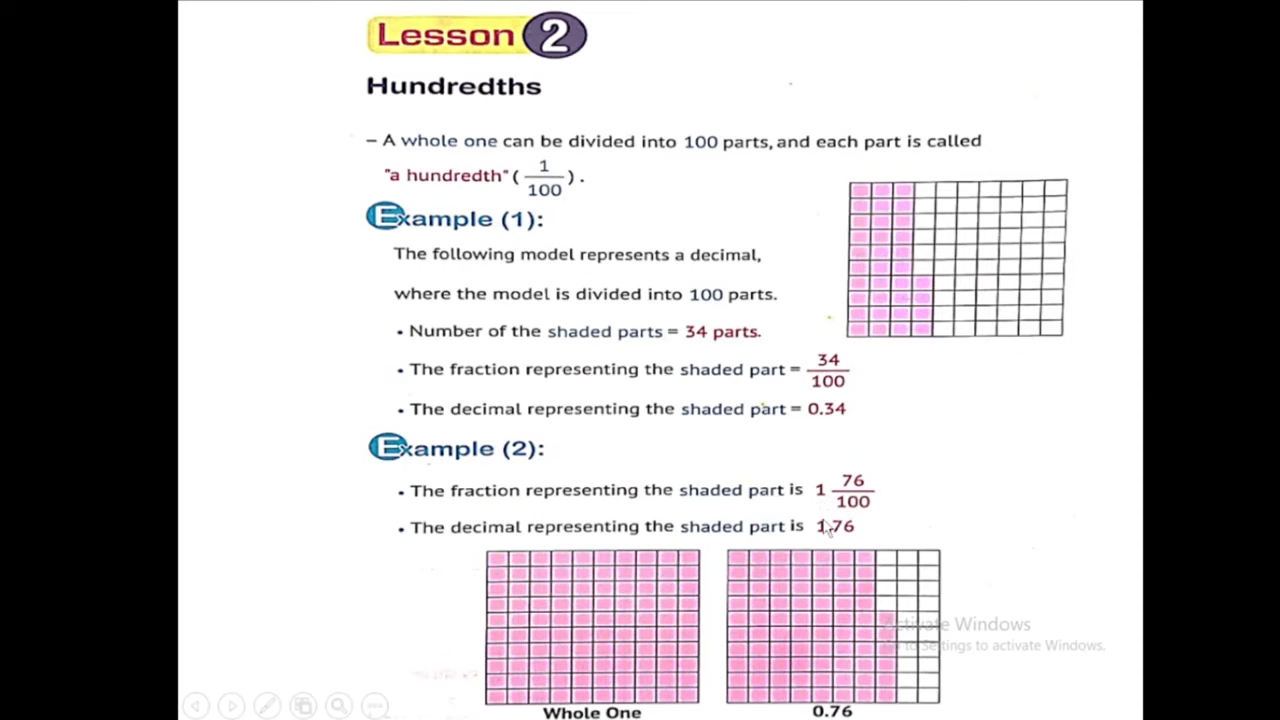 Lesson 2
Hundredths
– A whole one can be divided into 100 parts, and each part is called
"a hundredth" ( 1/100 ) .
Example (1):
The following model represents a decimal,
where the model is divided into 100 parts.
• Number of the shaded parts = 34 parts.
• The fraction representing the shaded part = 34/100
• The decimal representing the shaded part = 0.34
Example (2):
• The fraction representing the shaded part is 1 76/100
• The decimal representing the shaded part is 1.76
Activate Windows
Go to Settings to activate Windows.
Whole One
0.76